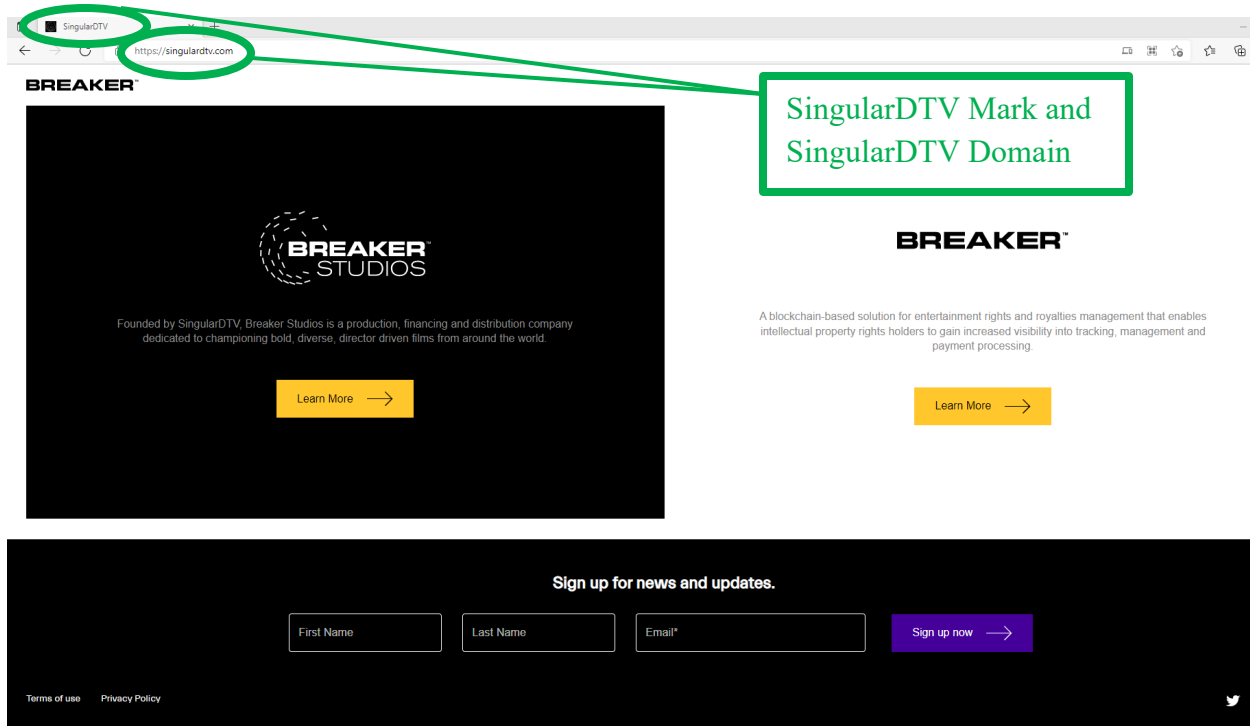 SingularDTV
https://singulardtv.com
BREAKER™
SingularDTV Mark and
SingularDTV Domain
BREAKER™
STUDIOS
Founded by SingularDTV, Breaker Studios is a production, financing and distribution company
dedicated to championing bold, diverse, director driven films from around the world.
Learn More
BREAKER™
A blockchain-based solution for entertainment rights and royalties management that enables
intellectual property rights holders to gain increased visibility into tracking, management and
payment processing.
Learn More
Sign up for news and updates.
First Name
Last Name
Email*
Sign up now
Terms of use
Privacy Policy